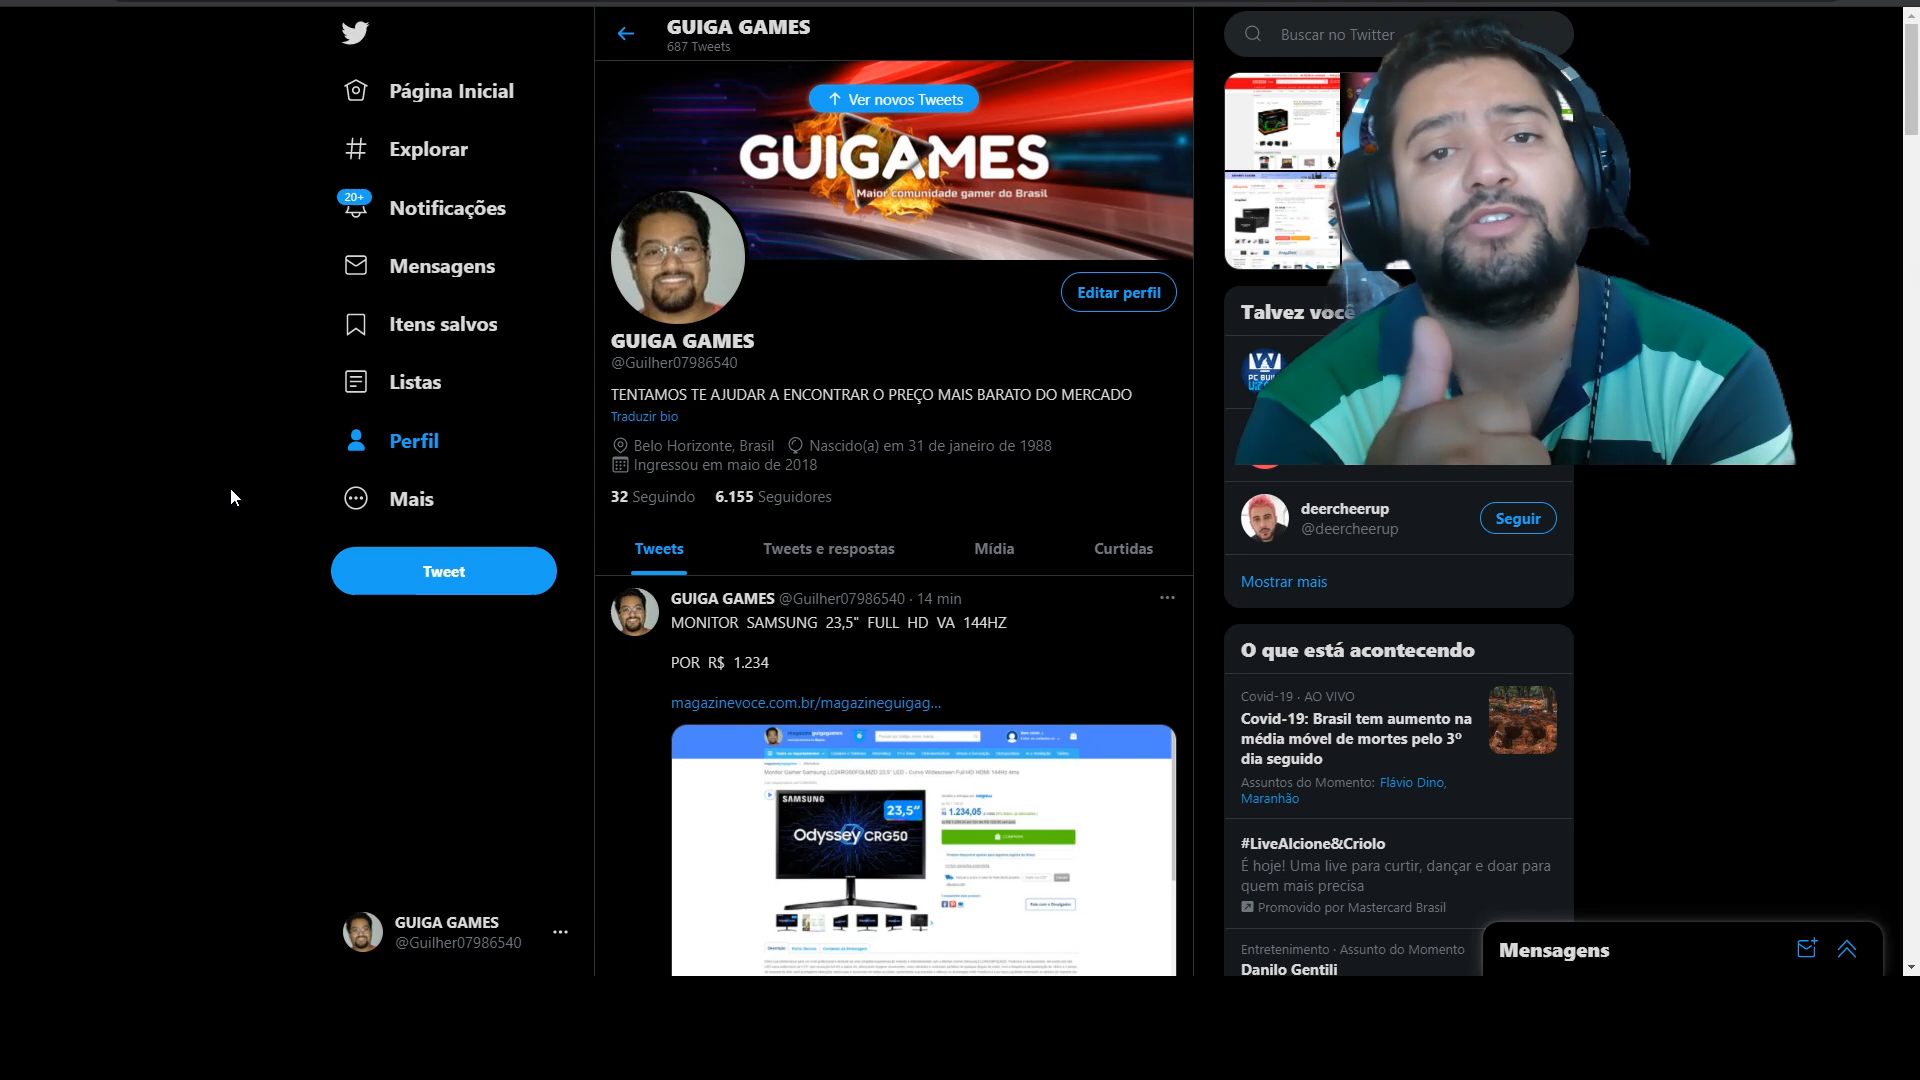 Página Inicial
Explorar
20+
Notificações
Mensagens
Itens salvos
Listas
Perfil
Mais
Tweet
GUIGA GAMES
@Guilher07986540
GUIGA GAMES
687 Tweets
Ver novos Tweets
GUIGAMES
Maior comunidade gamer do Brasil
Editar perfil
GUIGA GAMES
@Guilher07986540
TENTAMOS TE AJUDAR A ENCONTRAR O PREÇO MAIS BARATO DO MERCADO
Traduzir bio
Belo Horizonte, Brasil Nascido(a) em 31 de janeiro de 1988
Ingressou em maio de 2018
32 Seguindo 6.155 Seguidores
Tweets Tweets e respostas Mídia Curtidas
GUIGA GAMES @Guilher07986540 · 14 min
MONITOR SAMSUNG 23,5" FULL HD VA 144HZ
POR R$ 1.234
magazinevoce.com.br/magazineguigag...
SAMSUNG
23,5"
Odyssey CRG50
1.234,05
Buscar no Twitter
Talvez você
PC BUI
deercheerup
@deercheerup
Seguir
Mostrar mais
O que está acontecendo
Covid-19 · AO VIVO
Covid-19: Brasil tem aumento na
média móvel de mortes pelo 3º
dia seguido
Assuntos do Momento: Flávio Dino,
Maranhão
#LiveAlcione&Criolo
É hoje! Uma live para curtir, dançar e doar para
quem mais precisa
Promovido por Mastercard Brasil
Entretenimento · Assunto do Momento
Danilo Gentili
Mensagens